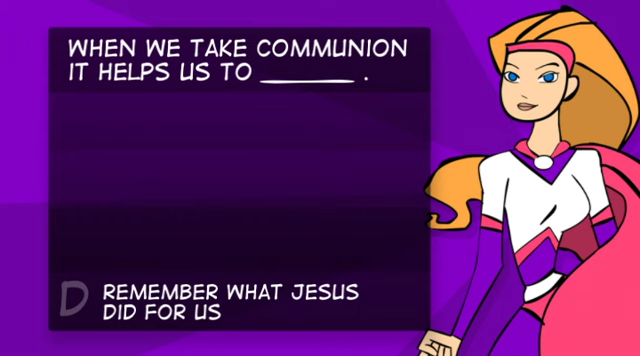 WHEN WE TAKE COMMUNION
IT HELPS US TO _______ .
D REMEMBER WHAT JESUS
DID FOR US